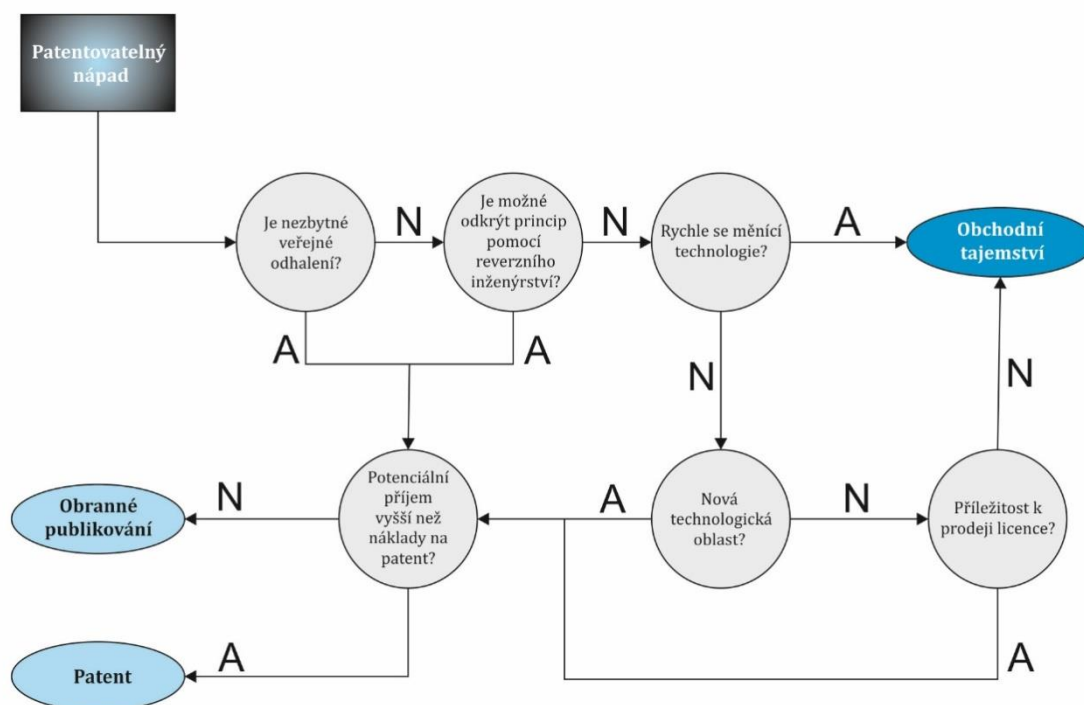 Patentovatelný
nápad
Je nezbytné
veřejné
odhalení?
N
Je možné
odkrýt princip
pomocí
reverzního
inženýrství?
N
Rychle se měnící
technologie?
A
Obchodní
tajemství
A
A
N
N
Obranné
publikování
N
Potenciální
příjem
vyšší než
náklady na
patent?
A
Nová
technologická
oblast?
N
Příležitost k
prodeji licence?
Patent
A
A